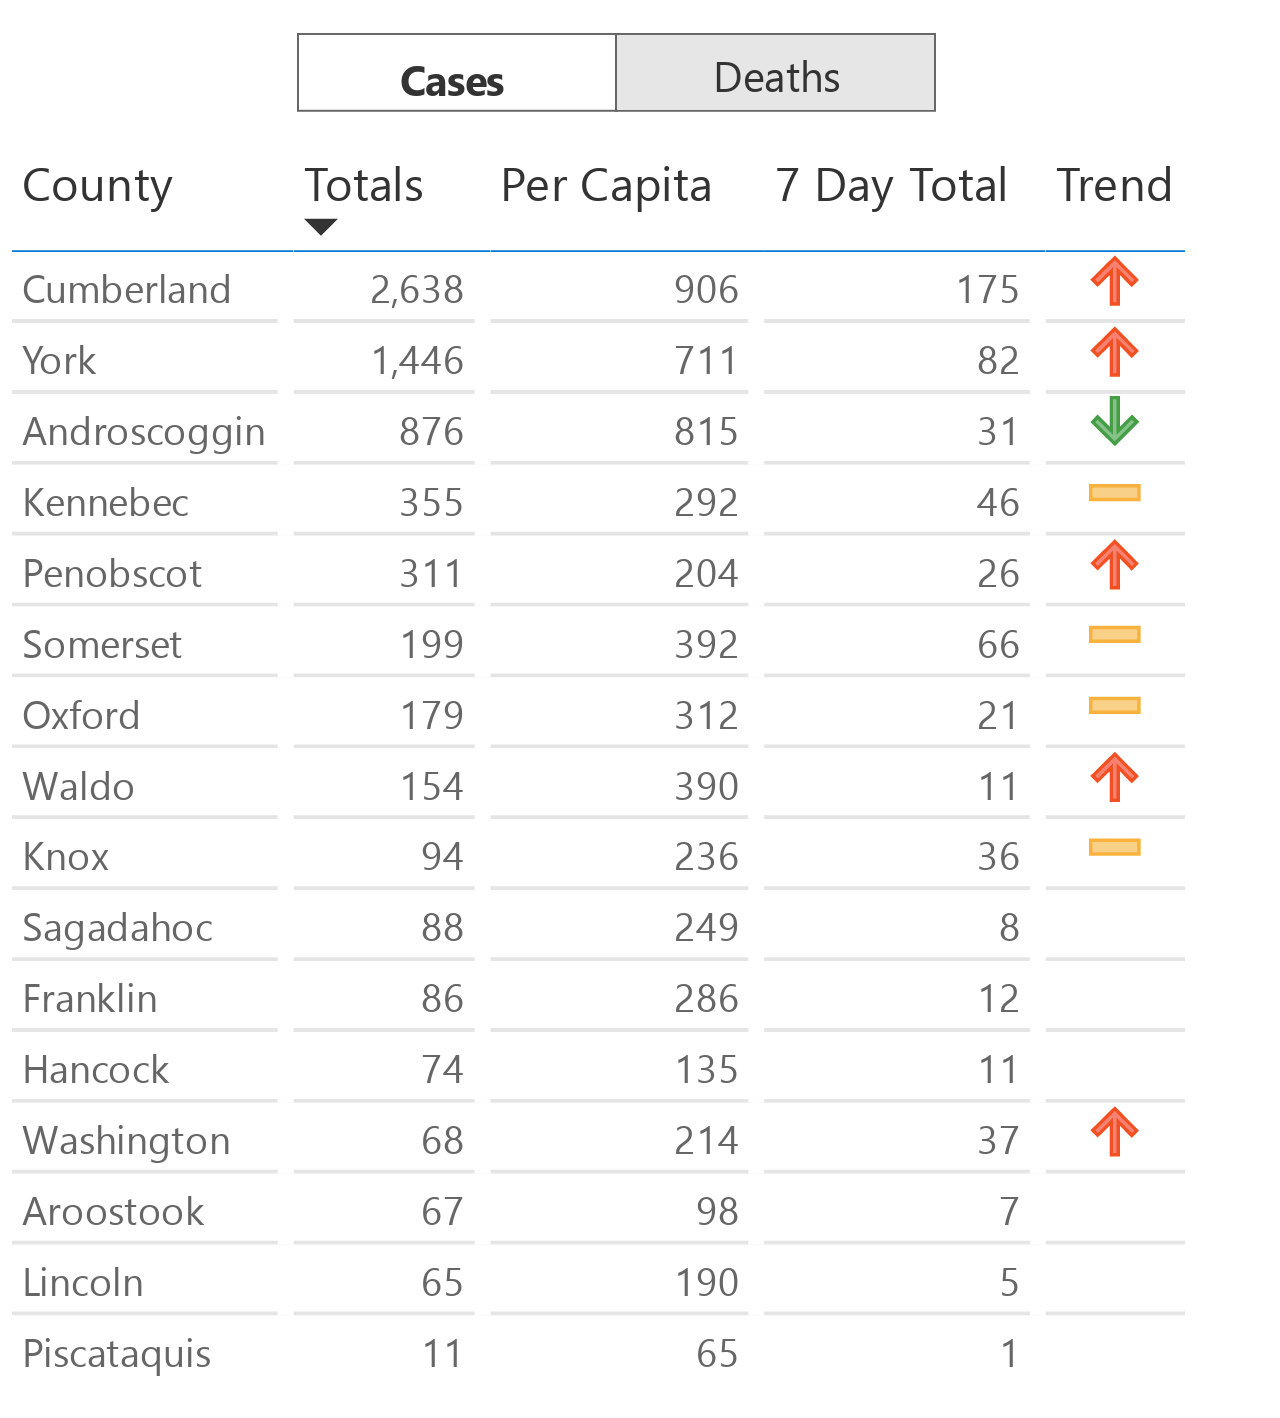 Cases Deaths
County Totals Per Capita 7 Day Total Trend
Cumberland 2,638 906 175
York 1,446 711 82
Androscoggin 876 815 31
Kennebec 355 292 46
Penobscot 311 204 26
Somerset 199 392 66
Oxford 179 312 21
Waldo 154 390 11
Knox 94 236 36
Sagadahoc 88 249 8
Franklin 86 286 12
Hancock 74 135 11
Washington 68 214 37
Aroostook 67 98 7
Lincoln 65 190 5
Piscataquis 11 65 1